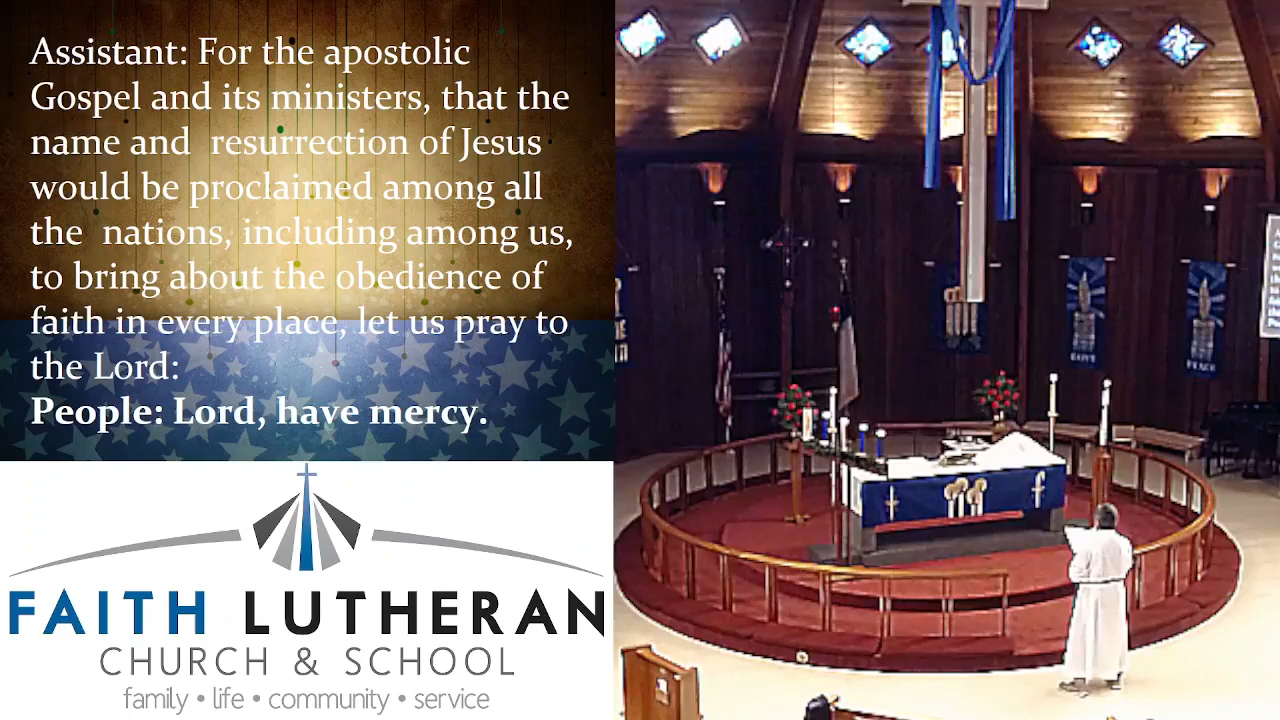 Assistant: For the apostolic
Gospel and its ministers, that the
name and  resurrection of Jesus
would be proclaimed among all
the  nations, including among us,
to bring about the obedience of
faith in every place, let us pray to
the Lord:
People: Lord, have mercy.
FAITH LUTHERAN
CHURCH & SCHOOL
family • life • community • service
HOPE
PEACE